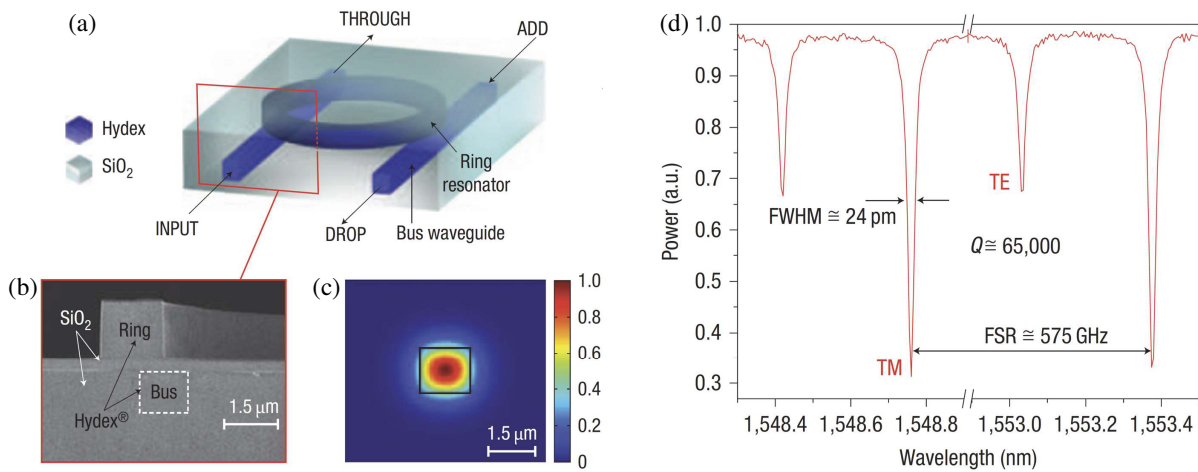 (a)
THROUGH
ADD
Hydex
SiO₂
Ring
resonator
INPUT
DROP
Bus waveguide
(b)
SiO₂
Ring
Bus
Hydex®
1.5 μm
(c)
1.0
0.8
0.6
0.4
0.2
0
1.5 μm
(d)
1.0
0.9
0.8
0.7
0.6
0.5
0.4
0.3
Power (a.u.)
TE
FWHM ≅ 24 pm
Q ≅ 65,000
FSR ≅ 575 GHz
TM
1,548.4 1,548.6 1,548.8 1,553.0 1,553.2 1,553.4
Wavelength (nm)